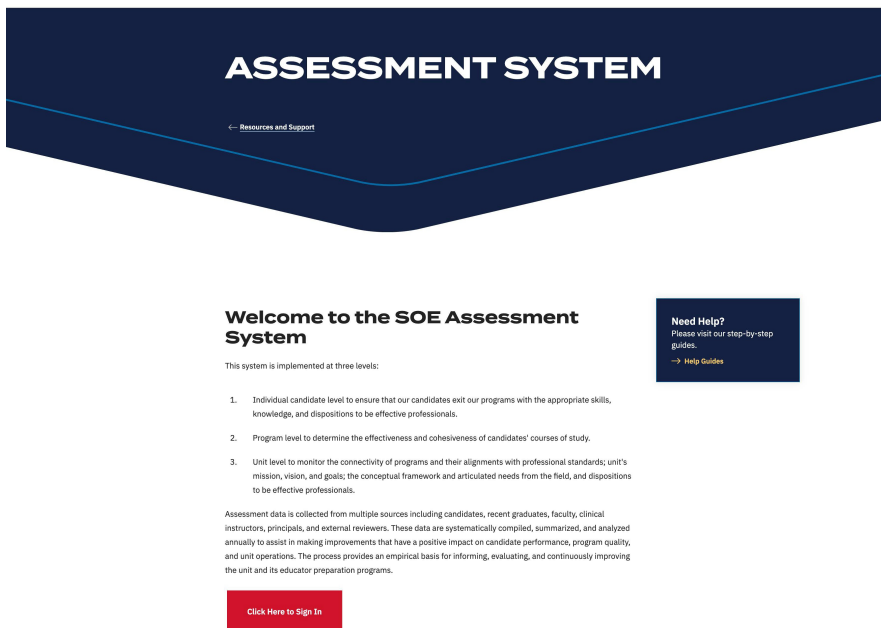 ASSESSMENT SYSTEM
← Resources and Support
Welcome to the SOE Assessment
System
This system is implemented at three levels:
1. Individual candidate level to ensure that our candidates exit our programs with the appropriate skills,
knowledge, and dispositions to be effective professionals.
2. Program level to determine the effectiveness and cohesiveness of candidates' courses of study.
3. Unit level to monitor the connectivity of programs and their alignments with professional standards; unit's
mission, vision, and goals; the conceptual framework and articulated needs from the field, and dispositions
to be effective professionals.
Assessment data is collected from multiple sources including candidates, recent graduates, faculty, clinical
instructors, principals, and external reviewers. These data are systematically compiled, summarized, and analyzed
annually to assist in making improvements that have a positive impact on candidate performance, program quality,
and unit operations. The process provides an empirical basis for informing, evaluating, and continuously improving
the unit and its educator preparation programs.
Click Here to Sign In
Need Help?
Please visit our step-by-step
guides.
→ Help Guides